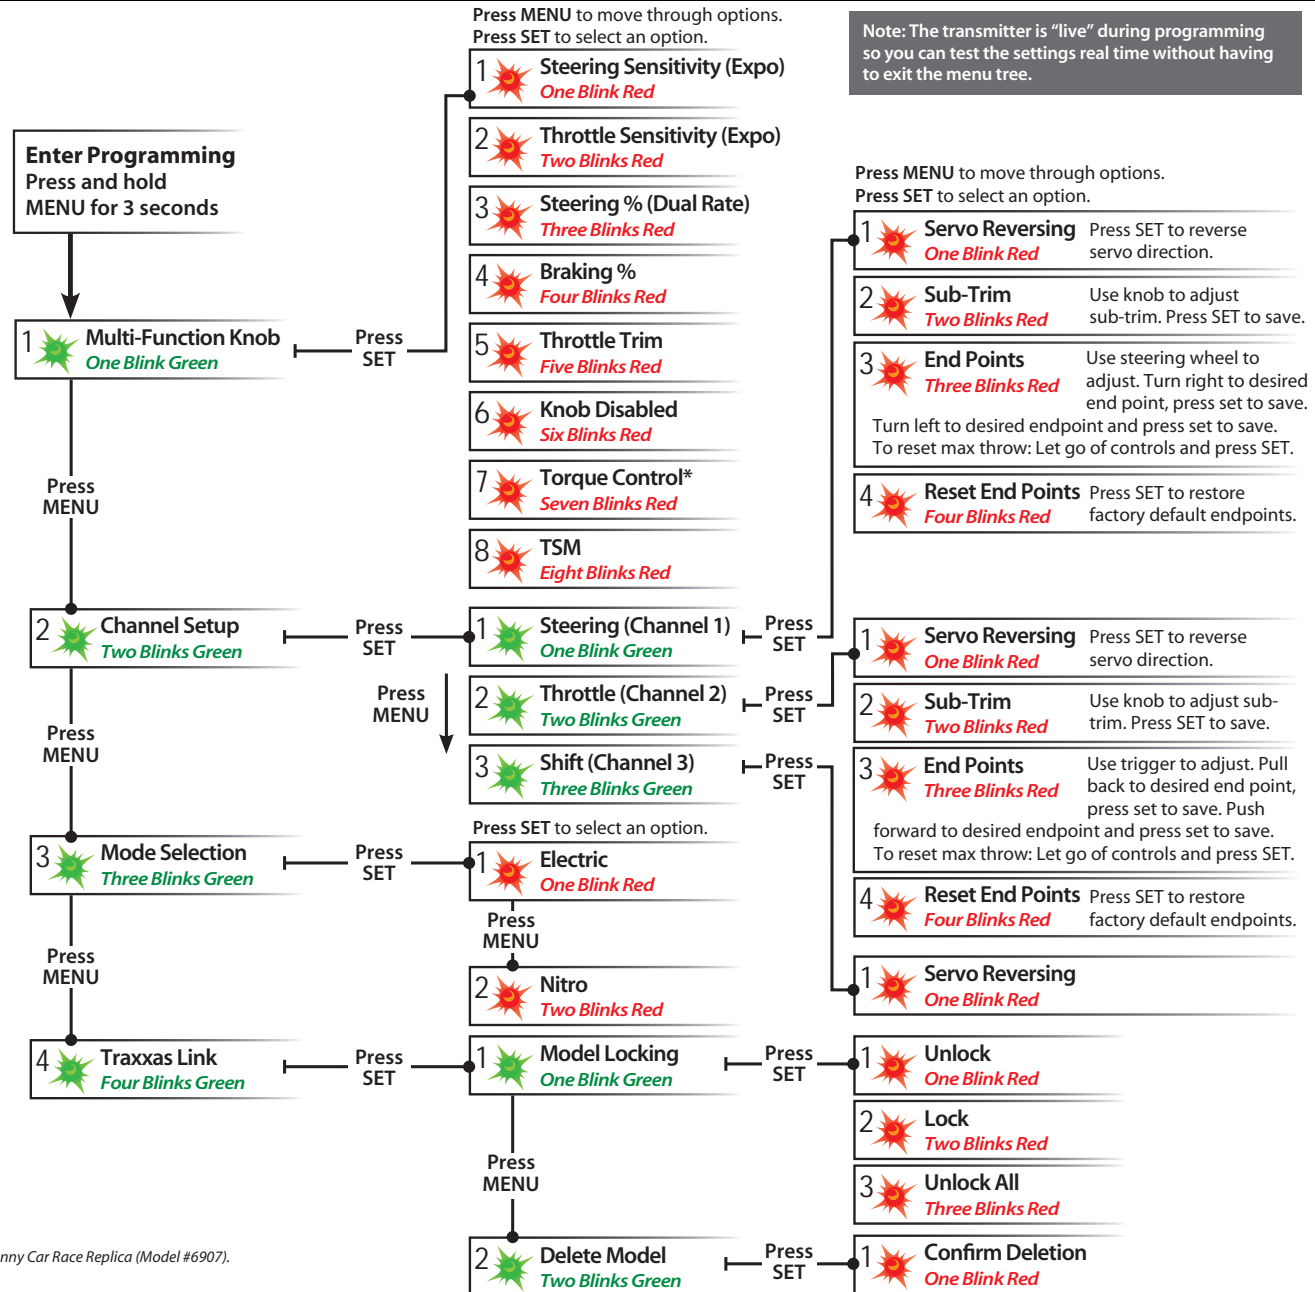 Press MENU to move through options.
Press SET to select an option.
Note: The transmitter is “live” during programming
so you can test the settings real time without having
to exit the menu tree.
Enter Programming
Press and hold
MENU for 3 seconds
1 Multi-Function Knob
One Blink Green
Press
SET
1 Steering Sensitivity (Expo)
One Blink Red
2 Throttle Sensitivity (Expo)
Two Blinks Red
3 Steering % (Dual Rate)
Three Blinks Red
4 Braking %
Four Blinks Red
5 Throttle Trim
Five Blinks Red
6 Knob Disabled
Six Blinks Red
7 Torque Control*
Seven Blinks Red
8 TSM
Eight Blinks Red
Press
MENU
2 Channel Setup
Two Blinks Green
Press
SET
1 Steering (Channel 1)
One Blink Green
Press
SET
Press
MENU
2 Throttle (Channel 2)
Two Blinks Green
Press
SET
3 Shift (Channel 3)
Three Blinks Green
Press
SET
Press MENU to move through options.
Press SET to select an option.
1 Servo Reversing Press SET to reverse
One Blink Red servo direction.
2 Sub-Trim Use knob to adjust
Two Blinks Red sub-trim. Press SET to save.
3 End Points Use steering wheel to
Three Blinks Red adjust. Turn right to desired
end point, press set to save.
Turn left to desired endpoint and press set to save.
To reset max throw: Let go of controls and press SET.
4 Reset End Points Press SET to restore
Four Blinks Red factory default endpoints.
1 Servo Reversing Press SET to reverse
One Blink Red servo direction.
2 Sub-Trim Use knob to adjust sub-
Two Blinks Red trim. Press SET to save.
3 End Points Use trigger to adjust. Pull
Three Blinks Red back to desired end point,
press set to save. Push
forward to desired endpoint and press set to save.
To reset max throw: Let go of controls and press SET.
4 Reset End Points Press SET to restore
Four Blinks Red factory default endpoints.
1 Servo Reversing
One Blink Red
Press
MENU
3 Mode Selection
Three Blinks Green
Press
SET
Press SET to select an option.
1 Electric
One Blink Red
Press
MENU
2 Nitro
Two Blinks Red
Press
MENU
4 Traxxas Link
Four Blinks Green
Press
SET
1 Model Locking
One Blink Green
Press
SET
1 Unlock
One Blink Red
2 Lock
Two Blinks Red
3 Unlock All
Three Blinks Red
Press
MENU
2 Delete Model
Two Blinks Green
Press
SET
1 Confirm Deletion
One Blink Red
nny Car Race Replica (Model #6907).